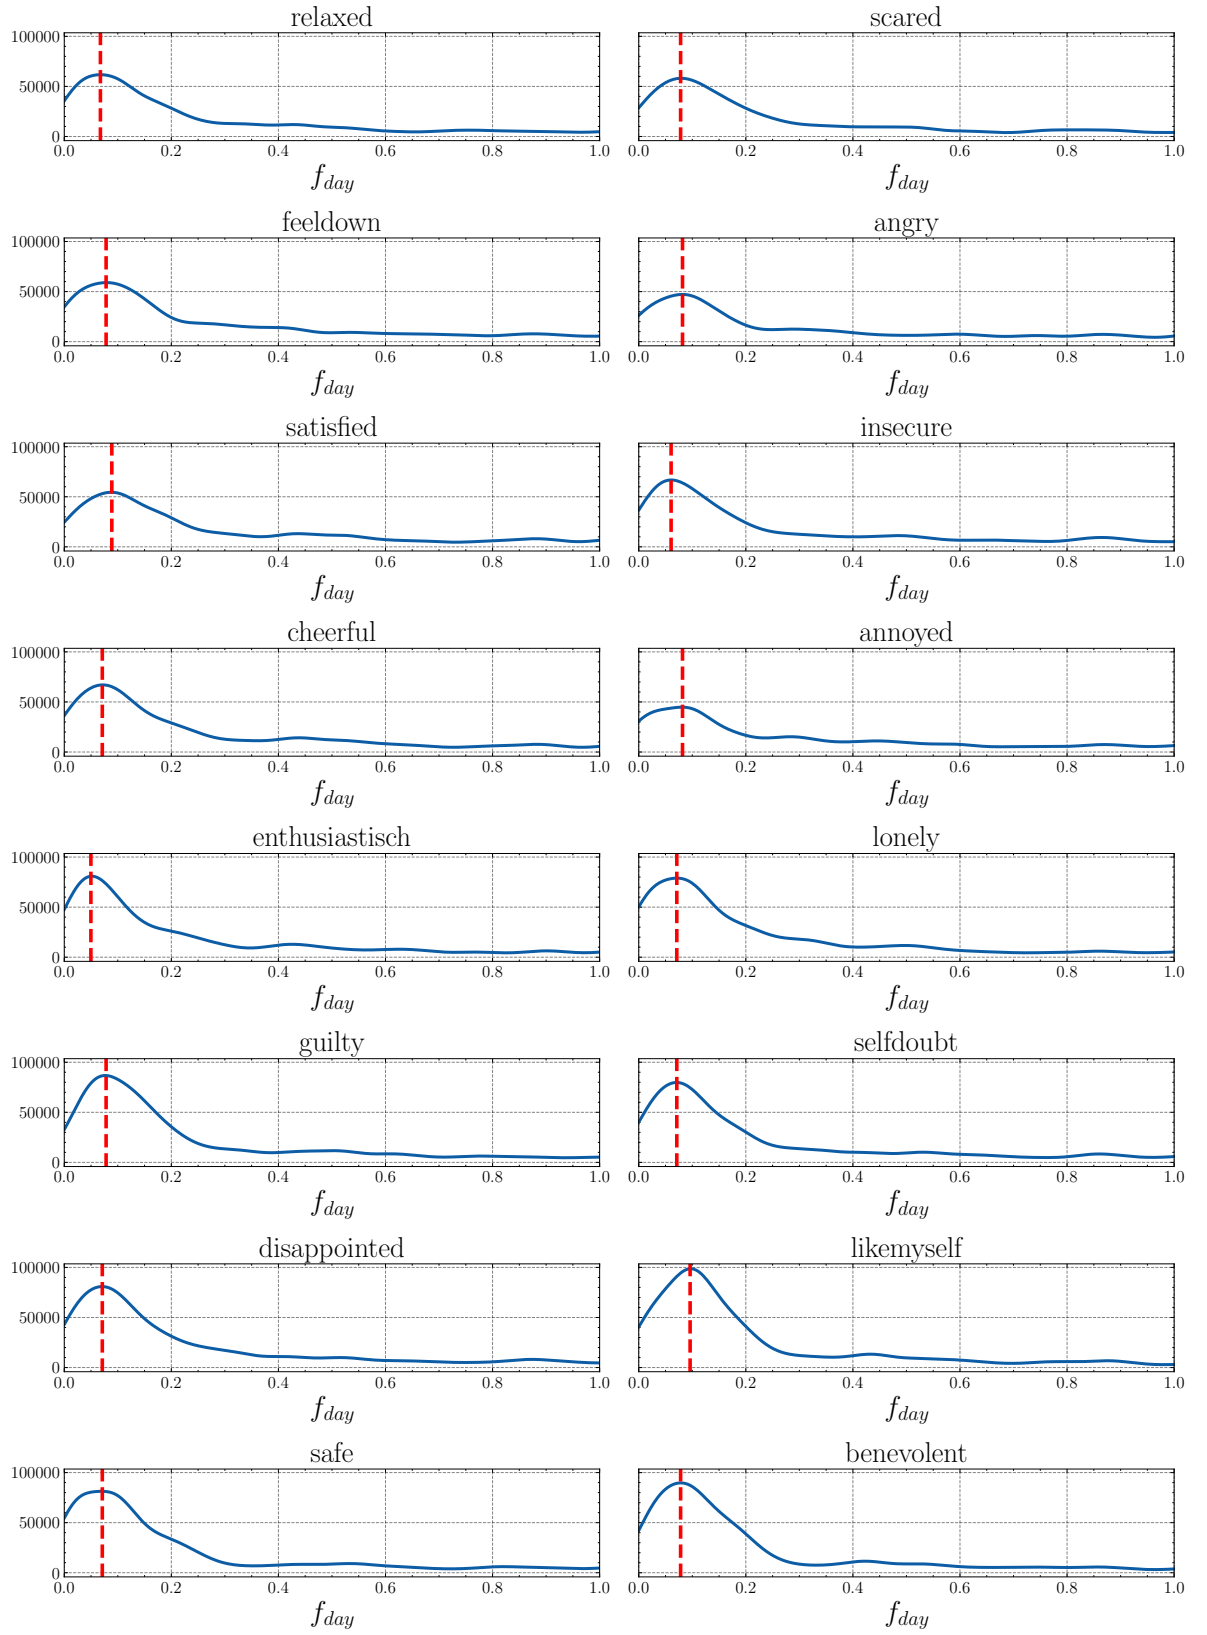 relaxed scared
100000
50000
0
0.0 0.2 0.4 0.6 0.8 1.0 0.0 0.2 0.4 0.6 0.8 1.0
f_day f_day
feeldown angry
100000
50000
0
0.0 0.2 0.4 0.6 0.8 1.0 0.0 0.2 0.4 0.6 0.8 1.0
f_day f_day
satisfied insecure
100000
50000
0
0.0 0.2 0.4 0.6 0.8 1.0 0.0 0.2 0.4 0.6 0.8 1.0
f_day f_day
cheerful annoyed
100000
50000
0
0.0 0.2 0.4 0.6 0.8 1.0 0.0 0.2 0.4 0.6 0.8 1.0
f_day f_day
enthusiastisch lonely
100000
50000
0
0.0 0.2 0.4 0.6 0.8 1.0 0.0 0.2 0.4 0.6 0.8 1.0
f_day f_day
guilty selfdoubt
100000
50000
0
0.0 0.2 0.4 0.6 0.8 1.0 0.0 0.2 0.4 0.6 0.8 1.0
f_day f_day
disappointed likemyself
100000
50000
0
0.0 0.2 0.4 0.6 0.8 1.0 0.0 0.2 0.4 0.6 0.8 1.0
f_day f_day
safe benevolent
100000
50000
0
0.0 0.2 0.4 0.6 0.8 1.0 0.0 0.2 0.4 0.6 0.8 1.0
f_day f_day